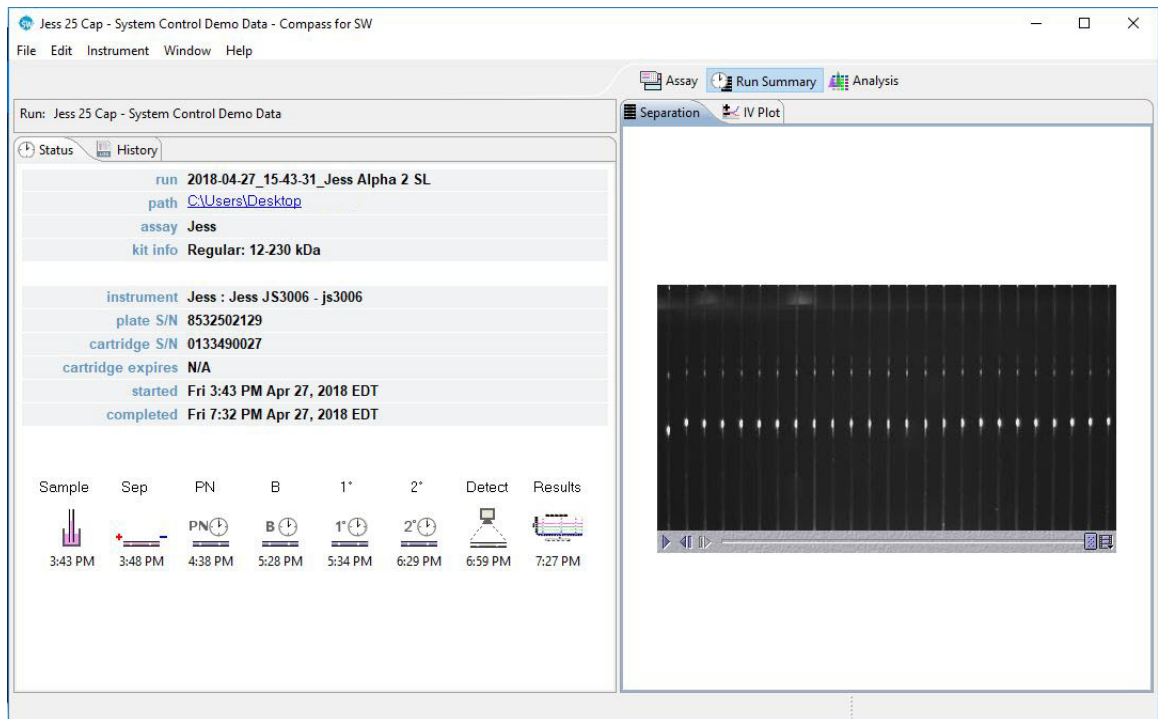 Jess 25 Cap - System Control Demo Data - Compass for SW
File Edit Instrument Window Help
Assay Run Summary Analysis
Run: Jess 25 Cap - System Control Demo Data
Separation IV Plot
Status History
run 2018-04-27_15-43-31_Jess Alpha 2 SL
path C:\Users\Desktop
assay Jess
kit info Regular: 12-230 kDa
instrument Jess : Jess JS3006 - js3006
plate S/N 8532502129
cartridge S/N 0133490027
cartridge expires N/A
started Fri 3:43 PM Apr 27, 2018 EDT
completed Fri 7:32 PM Apr 27, 2018 EDT
Sample Sep PN B 1° 2° Detect Results
PN B 1° 2°
3:43 PM 3:48 PM 4:38 PM 5:28 PM 5:34 PM 6:29 PM 6:59 PM 7:27 PM